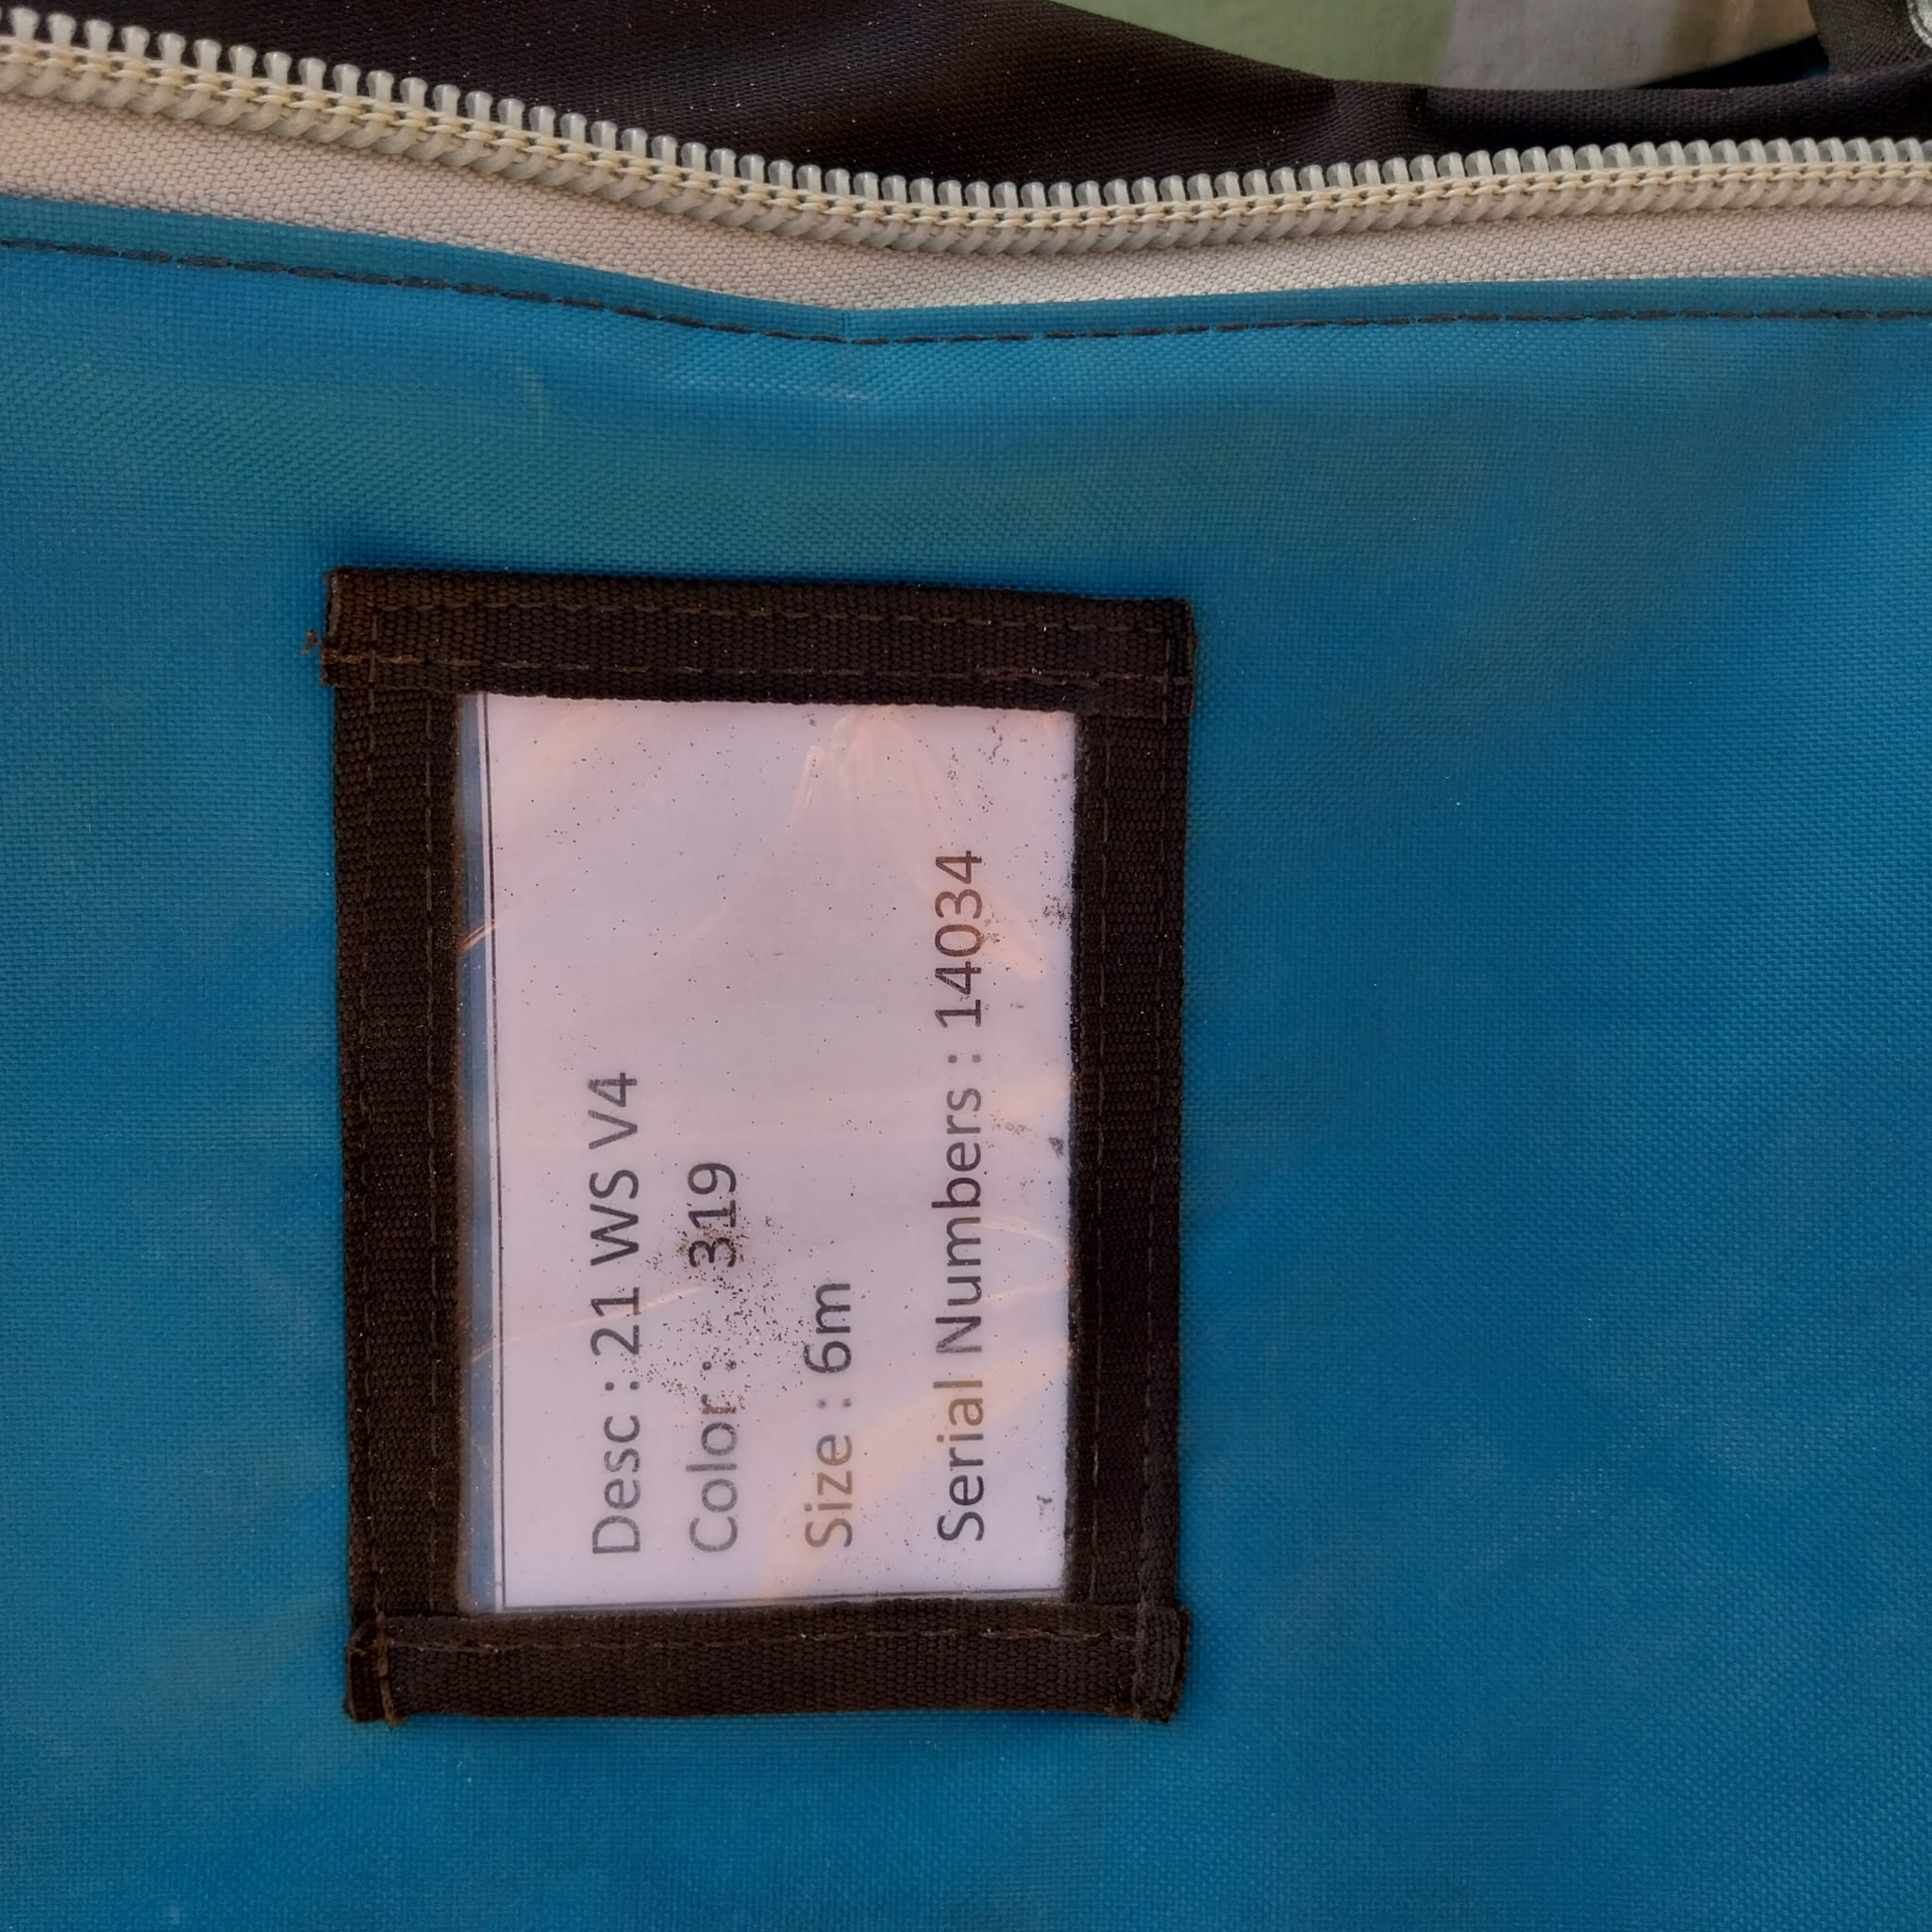 Desc : 21 WS V4
Color : 319
Size : 6m
Serial Numbers : 14034